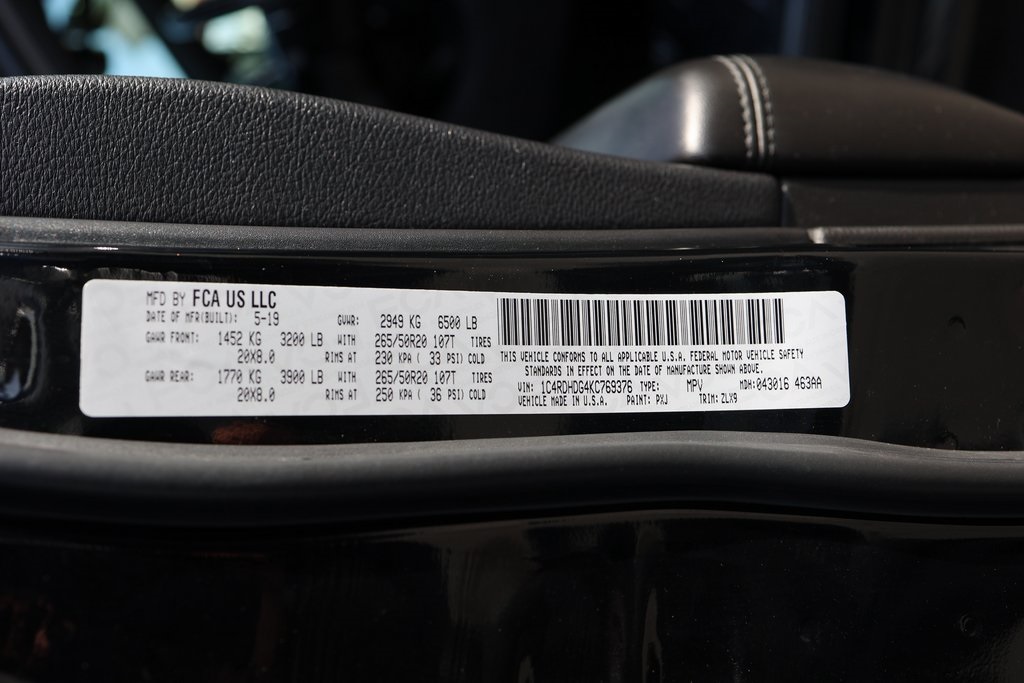 MFD BY FCA US LLC
DATE OF MFR(BUILT): 5-19 GVWR: 2949 KG 6500 LB
GAWR FRONT: 1452 KG 3200 LB WITH 265/50R20 107T TIRES
20X8.0 RIMS AT 230 KPA ( 33 PSI) COLD
GAWR REAR: 1770 KG 3900 LB WITH 265/50R20 107T TIRES
20X8.0 RIMS AT 250 KPA ( 36 PSI) COLD
THIS VEHICLE CONFORMS TO ALL APPLICABLE U.S.A. FEDERAL MOTOR VEHICLE SAFETY
STANDARDS IN EFFECT ON THE DATE OF MANUFACTURE SHOWN ABOVE.
VIN: 1C4RDHDG4KC769376 TYPE: MPV MDH: 043016 463AA
VEHICLE MADE IN U.S.A. PAINT: PXJ TRIM: ZLX9